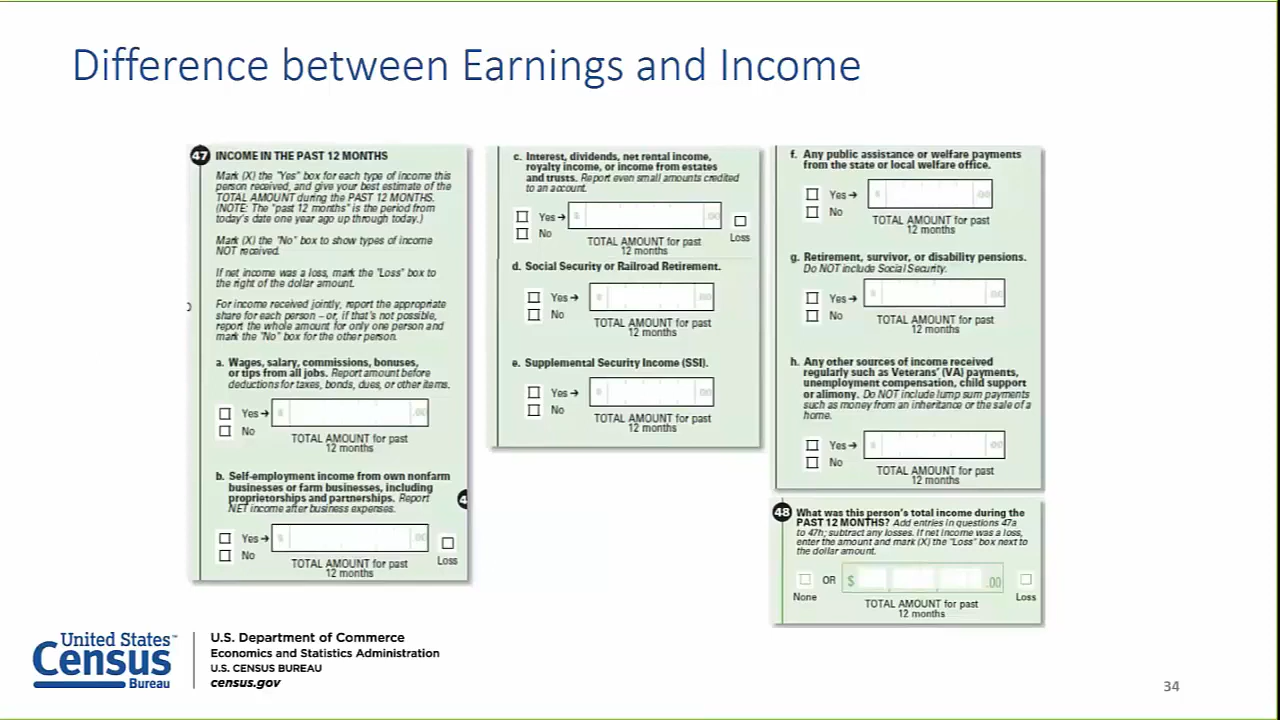 Difference between Earnings and Income
47 INCOME IN THE PAST 12 MONTHS
Mark (X) the "Yes" box for each type of income this
person received, and give your best estimate of the
TOTAL AMOUNT during the PAST 12 MONTHS.
(NOTE: The "past 12 months" is the period from
today's date one year ago up through today.)
Mark (X) the "No" box to show types of income
NOT received.
If net income was a loss, mark the "Loss" box to
the right of the dollar amount.
For income received jointly, report the appropriate
share for each person – or, if that's not possible,
report the whole amount for only one person and
mark the "No" box for the other person.
a. Wages, salary, commissions, bonuses,
or tips from all jobs. Report amount before
deductions for taxes, bonds, dues, or other items.
Yes → $ .00
No
TOTAL AMOUNT for past
12 months
b. Self-employment income from own nonfarm
businesses or farm businesses, including
proprietorships and partnerships. Report
NET income after business expenses.
Yes → $ .00
No
Loss
TOTAL AMOUNT for past
12 months
c. Interest, dividends, net rental income,
royalty income, or income from estates
and trusts. Report even small amounts credited
to an account.
Yes → $ .00
No
Loss
TOTAL AMOUNT for past
12 months
d. Social Security or Railroad Retirement.
Yes → $ .00
No
TOTAL AMOUNT for past
12 months
e. Supplemental Security Income (SSI).
Yes → $ .00
No
TOTAL AMOUNT for past
12 months
f. Any public assistance or welfare payments
from the state or local welfare office.
Yes → $ .00
No
TOTAL AMOUNT for past
12 months
g. Retirement, survivor, or disability pensions.
Do NOT include Social Security.
Yes → $ .00
No
TOTAL AMOUNT for past
12 months
h. Any other sources of income received
regularly such as Veterans' (VA) payments,
unemployment compensation, child support
or alimony. Do NOT include lump sum payments
such as money from an inheritance or the sale of a
home.
Yes → $ .00
No
TOTAL AMOUNT for past
12 months
48 What was this person's total income during the
PAST 12 MONTHS? Add entries in questions 47a
to 47h; subtract any losses. If net income was a loss,
enter the amount and mark (X) the "Loss" box next to
the dollar amount.
OR $ .00
None
Loss
TOTAL AMOUNT for past
12 months
United States™
Census
Bureau
U.S. Department of Commerce
Economics and Statistics Administration
U.S. CENSUS BUREAU
census.gov
34